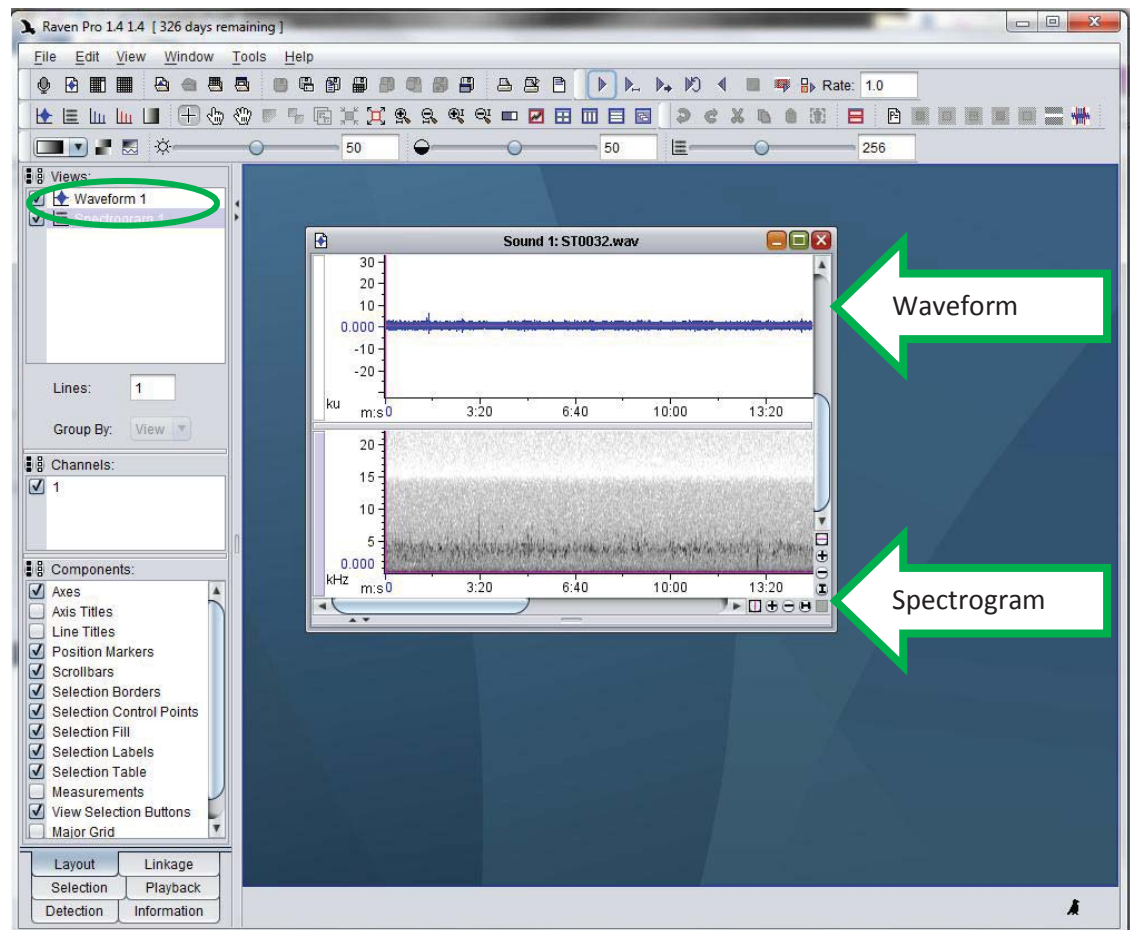 Raven Pro 1.4 1.4 [ 326 days remaining ]
File Edit View Window Tools Help
Rate: 1.0
50 50 256
Views:
Waveform 1
Spectrogram 1
Lines: 1
Group By: View
Channels:
1
Components:
Axes
Axis Titles
Line Titles
Position Markers
Scrollbars
Selection Borders
Selection Control Points
Selection Fill
Selection Labels
Selection Table
Measurements
View Selection Buttons
Major Grid
Layout Linkage
Selection Playback
Detection Information
Sound 1: ST0032.wav
30
20
10
0.000
-10
-20
ku
m:s 0 3:20 6:40 10:00 13:20
20
15
10
5
0.000
kHz
m:s 0 3:20 6:40 10:00 13:20
Waveform
Spectrogram